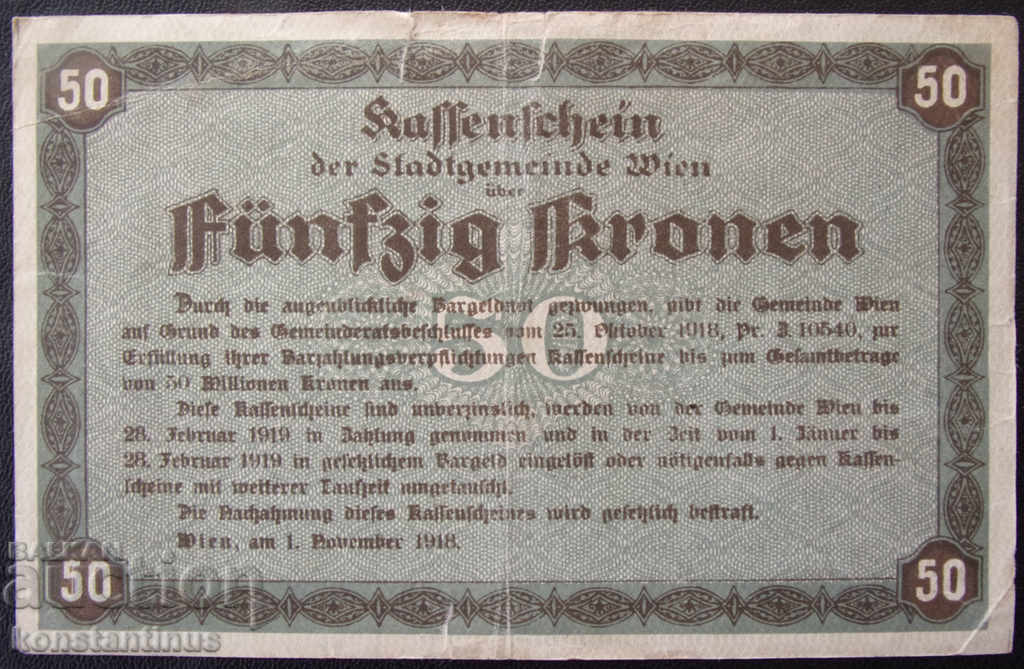 50 50
Kassenschein
der Stadtgemeinde Wien
über
Fünfzig Kronen
50
Durch die augenblickliche Bargeldnot gezwungen, gibt die Gemeinde Wien
auf Grund des Gemeinderatsbeschlusses vom 25. Oktober 1918, Pr. Z. 10540, zur
Erfüllung ihrer Barzahlungsverpflichtungen Kassenscheine bis zum Gesamtbetrage
von 50 Millionen Kronen aus.
Diese Kassenscheine sind unverzinslich, werden von der Gemeinde Wien bis
28. Februar 1919 in Zahlung genommen und in der Zeit vom 1. Jänner bis
28. Februar 1919 in gesetzlichem Bargeld eingelöst oder nötigenfalls gegen Kassen-
scheine mit weiterer Laufzeit umgetauscht.
Die Nachahmung dieses Kassenscheines wird gesetzlich bestraft.
Wien, am 1. November 1918.
50 50
BALKAN
auction
konstantinus